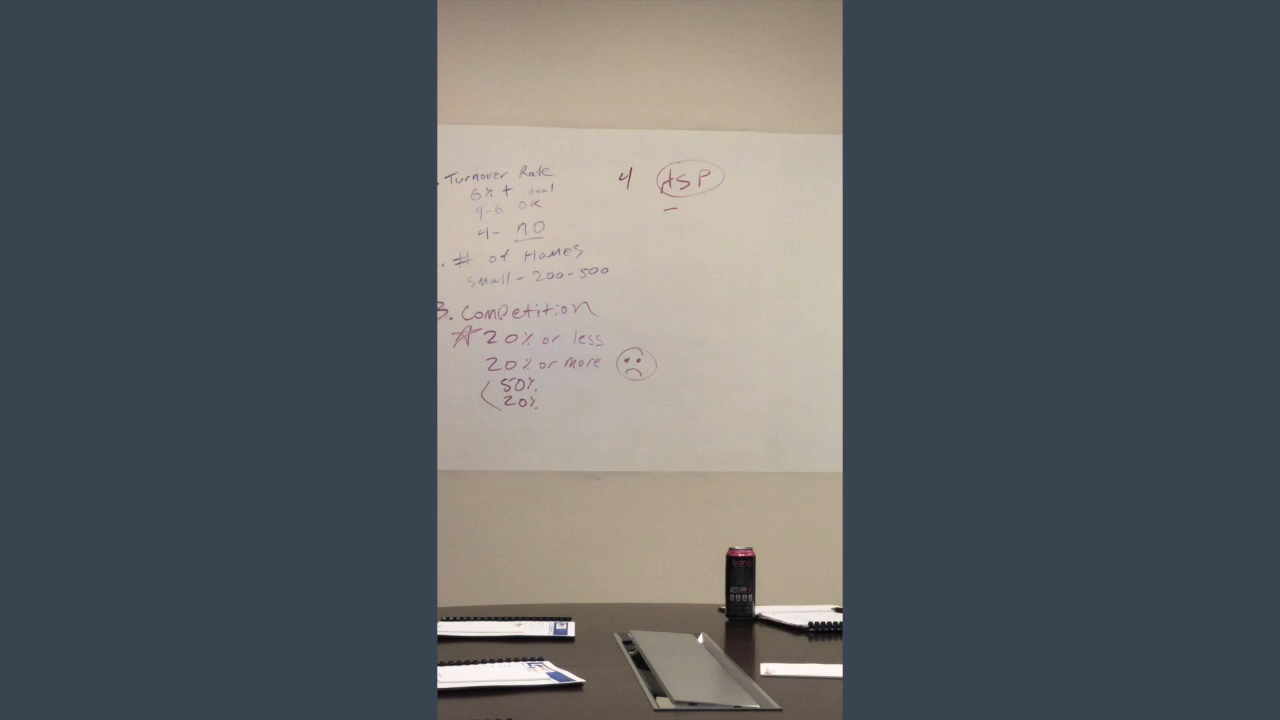 . Turnover Rate
6% + ideal
4-6 OK
4- no
. # of Homes
Small - 200-500
3. Competition
20% or less
20% or more
50%
20%
4 ASP